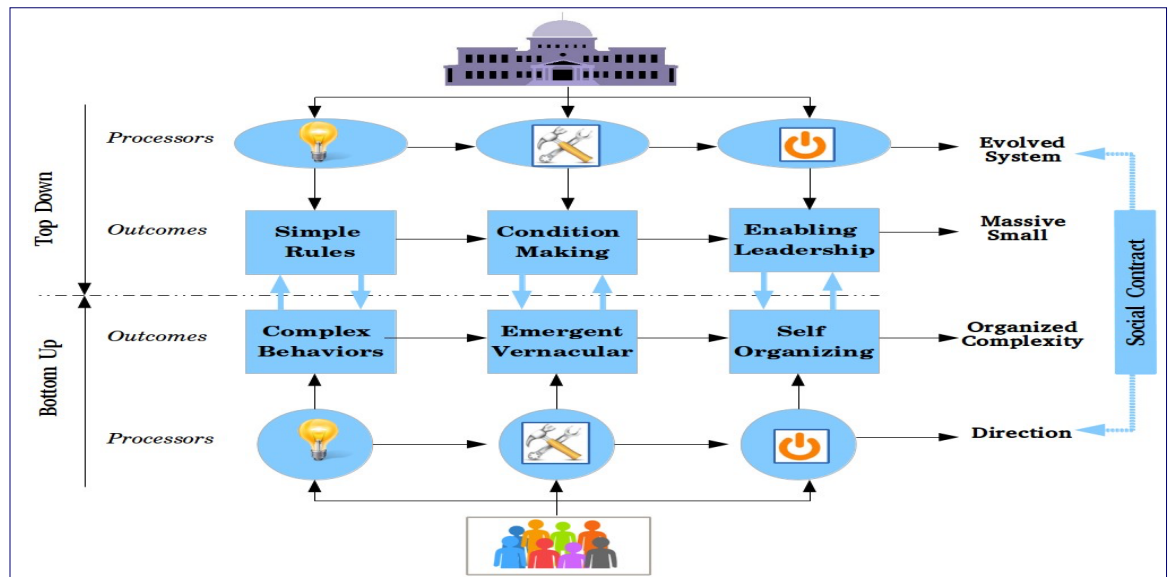 Top Down
Processors
Evolved
System
Outcomes
Simple
Rules
Condition
Making
Enabling
Leadership
Massive
Small
Social Contract
Bottom Up
Outcomes
Complex
Behaviors
Emergent
Vernacular
Self
Organizing
Organized
Complexity
Processors
Direction